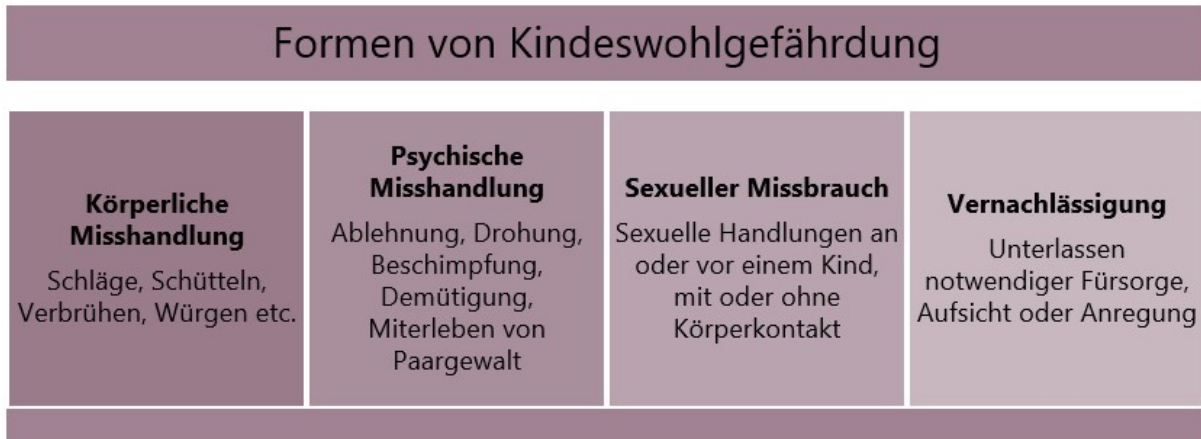 Formen von Kindeswohlgefährdung
Körperliche
Misshandlung
Schläge, Schütteln,
Verbrühen, Würgen etc.
Psychische
Misshandlung
Ablehnung, Drohung,
Beschimpfung,
Demütigung,
Miterleben von
Paargewalt
Sexueller Missbrauch
Sexuelle Handlungen an
oder vor einem Kind,
mit oder ohne
Körperkontakt
Vernachlässigung
Unterlassen
notwendiger Fürsorge,
Aufsicht oder Anregung